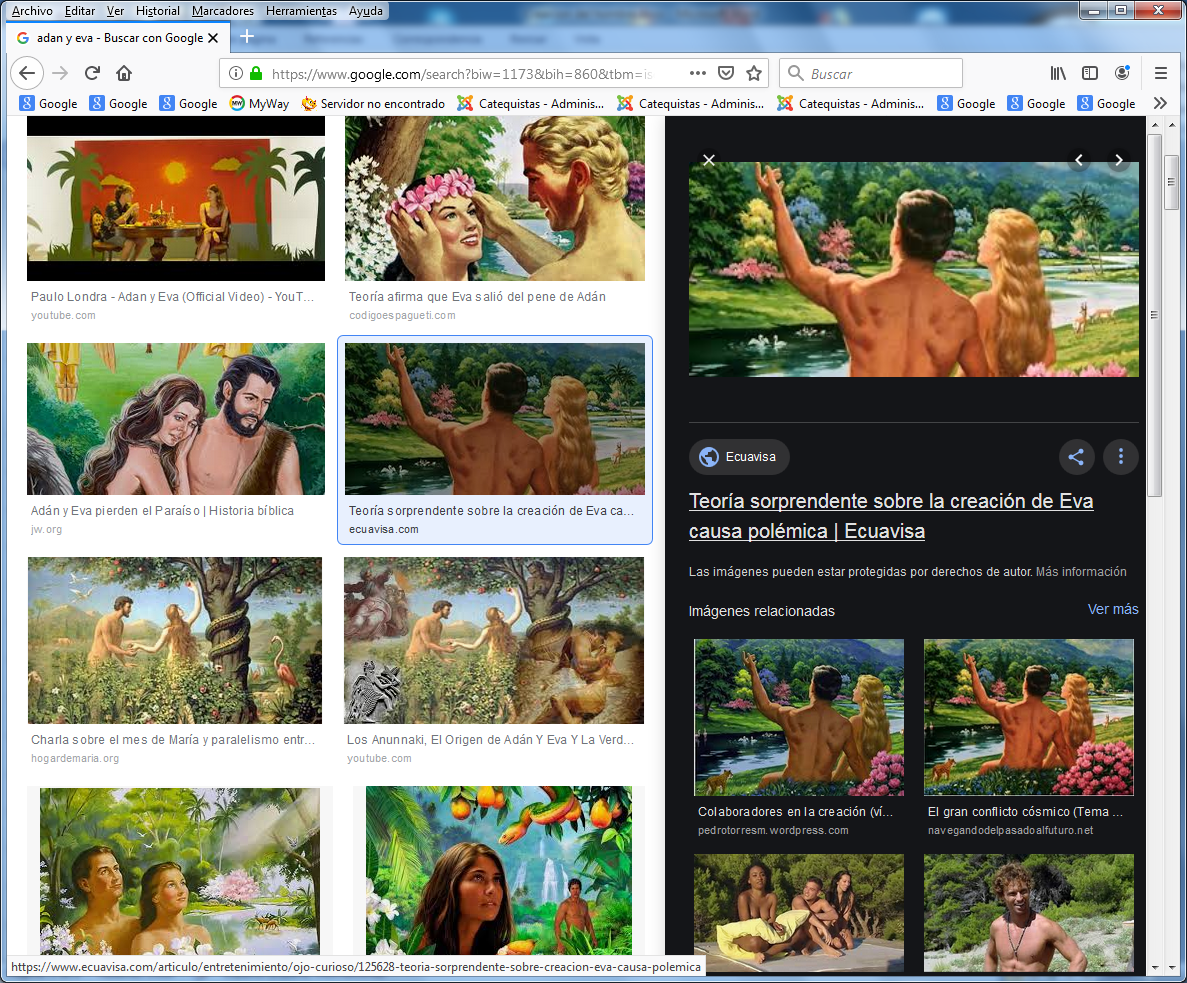 Archivo Editar Ver Historial Marcadores Herramientas Ayuda
adan y eva - Buscar con Google
https://www.google.com/search?biw=1173&bih=860&tbm=is
Buscar
Google Google Google MyWay Servidor no encontrado Catequistas - Adminis... Catequistas - Adminis... Catequistas - Adminis... Google Google Google
Paulo Londra - Adan y Eva (Official Video) - YouT...
youtube.com
Teoría afirma que Eva salió del pene de Adán
codigoespagueti.com
Adán y Eva pierden el Paraíso | Historia bíblica
jw.org
Teoría sorprendente sobre la creación de Eva ca...
ecuavisa.com
Charla sobre el mes de María y paralelismo entr...
hogardemaria.org
Los Anunnaki, El Origen de Adán Y Eva Y La Verd...
youtube.com
Ecuavisa
Teoría sorprendente sobre la creación de Eva
causa polémica | Ecuavisa
Las imágenes pueden estar protegidas por derechos de autor. Más información
Imágenes relacionadas
Ver más
Colaboradores en la creación (ví...
pedrotorresm.wordpress.com
El gran conflicto cósmico (Tema ...
navegandodelpasadoalfuturo.net
https://www.ecuavisa.com/articulo/entretenimiento/ojo-curioso/125628-teoria-sorprendente-sobre-creacion-eva-causa-polemica